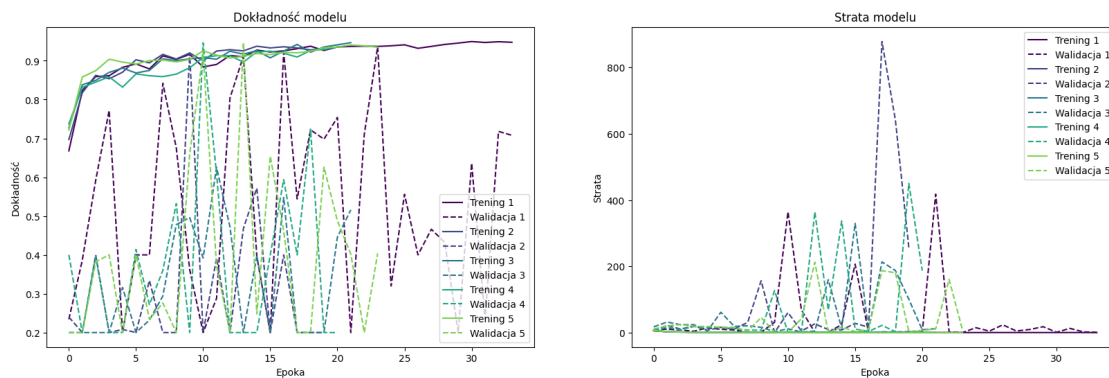 Dokładność modelu
Dokładność
0.9
0.8
0.7
0.6
0.5
0.4
0.3
0.2
0
5
10
15
20
25
30
Epoka
Trening 1
Walidacja 1
Trening 2
Walidacja 2
Trening 3
Walidacja 3
Trening 4
Walidacja 4
Trening 5
Walidacja 5
Strata modelu
Strata
800
600
400
200
0
0
5
10
15
20
25
30
Epoka
Trening 1
Walidacja 1
Trening 2
Walidacja 2
Trening 3
Walidacja 3
Trening 4
Walidacja 4
Trening 5
Walidacja 5